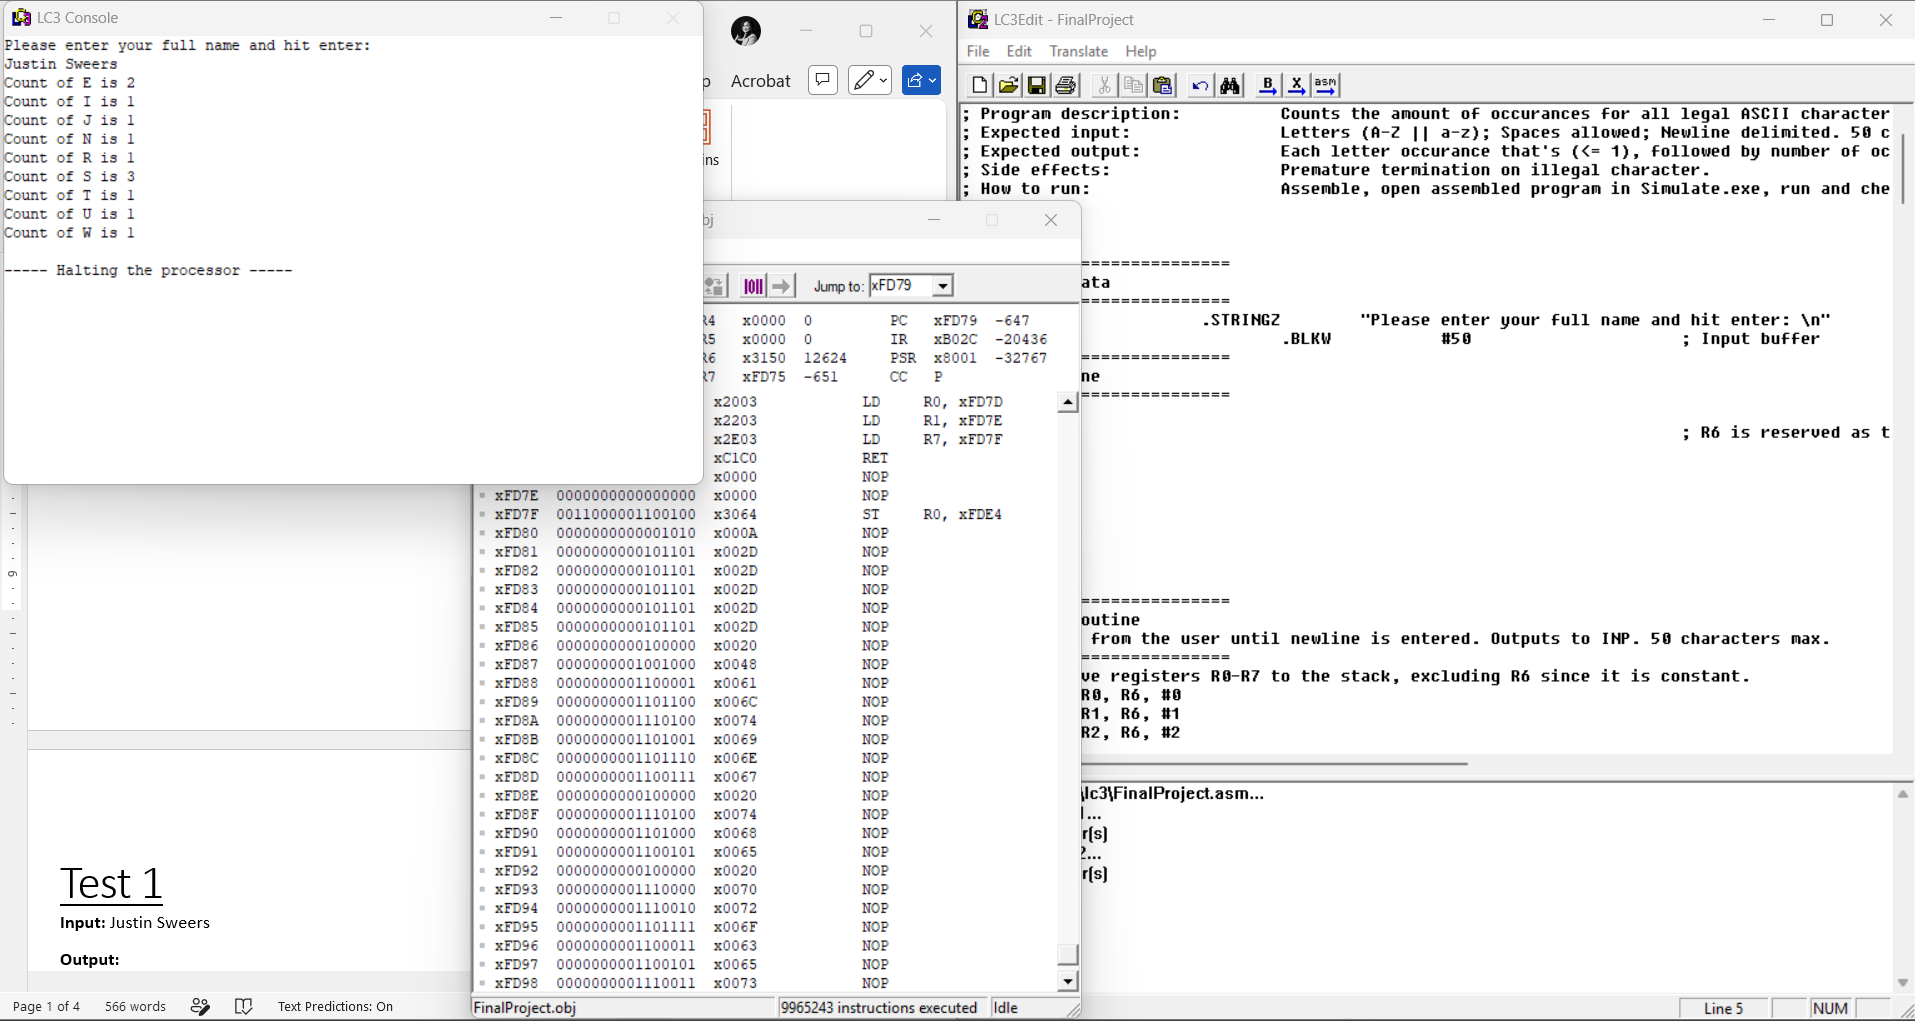 LC3 Console
Please enter your full name and hit enter:
Justin Sweers
Count of E is 2
Count of I is 1
Count of J is 1
Count of N is 1
Count of R is 1
Count of S is 3
Count of T is 1
Count of U is 1
Count of W is 1
----- Halting the processor -----
p Acrobat
ins
LC3Edit - FinalProject
File Edit Translate Help
B X asm
; Program description: Counts the amount of occurances for all legal ASCII character
; Expected input: Letters (A-Z || a-z); Spaces allowed; Newline delimited. 50 c
; Expected output: Each letter occurance that's (<= 1), followed by number of oc
; Side effects: Premature termination on illegal character.
; How to run: Assemble, open assembled program in Simulate.exe, run and che
===============
ata
===============
.STRINGZ "Please enter your full name and hit enter: \n"
.BLKW #50 ; Input buffer
===============
ne
===============
; R6 is reserved as t
===============
outine
from the user until newline is entered. Outputs to INP. 50 characters max.
===============
ve registers R0-R7 to the stack, excluding R6 since it is constant.
R0, R6, #0
R1, R6, #1
R2, R6, #2
\lc3\FinalProject.asm...
1...
r(s)
2...
r(s)
Line 5 NUM
bj
Jump to: xFD79
R4 x0000 0 PC xFD79 -647
R5 x0000 0 IR xB02C -20436
R6 x3150 12624 PSR x8001 -32767
R7 xFD75 -651 CC P
x2003 LD R0, xFD7D
x2203 LD R1, xFD7E
x2E03 LD R7, xFD7F
xC1C0 RET
x0000 NOP
xFD7E 0000000000000000 x0000 NOP
xFD7F 0011000001100100 x3064 ST R0, xFDE4
xFD80 0000000000001010 x000A NOP
xFD81 0000000000101101 x002D NOP
xFD82 0000000000101101 x002D NOP
xFD83 0000000000101101 x002D NOP
xFD84 0000000000101101 x002D NOP
xFD85 0000000000101101 x002D NOP
xFD86 0000000000100000 x0020 NOP
xFD87 0000000001001000 x0048 NOP
xFD88 0000000001100001 x0061 NOP
xFD89 0000000001101100 x006C NOP
xFD8A 0000000001110100 x0074 NOP
xFD8B 0000000001101001 x0069 NOP
xFD8C 0000000001101110 x006E NOP
xFD8D 0000000001100111 x0067 NOP
xFD8E 0000000000100000 x0020 NOP
xFD8F 0000000001110100 x0074 NOP
xFD90 0000000001101000 x0068 NOP
xFD91 0000000001100101 x0065 NOP
xFD92 0000000000100000 x0020 NOP
xFD93 0000000001110000 x0070 NOP
xFD94 0000000001110010 x0072 NOP
xFD95 0000000001101111 x006F NOP
xFD96 0000000001100011 x0063 NOP
xFD97 0000000001100101 x0065 NOP
xFD98 0000000001110011 x0073 NOP
FinalProject.obj 9965243 instructions executed Idle
9
Test 1
Input: Justin Sweers
Output:
Page 1 of 4 566 words Text Predictions: On